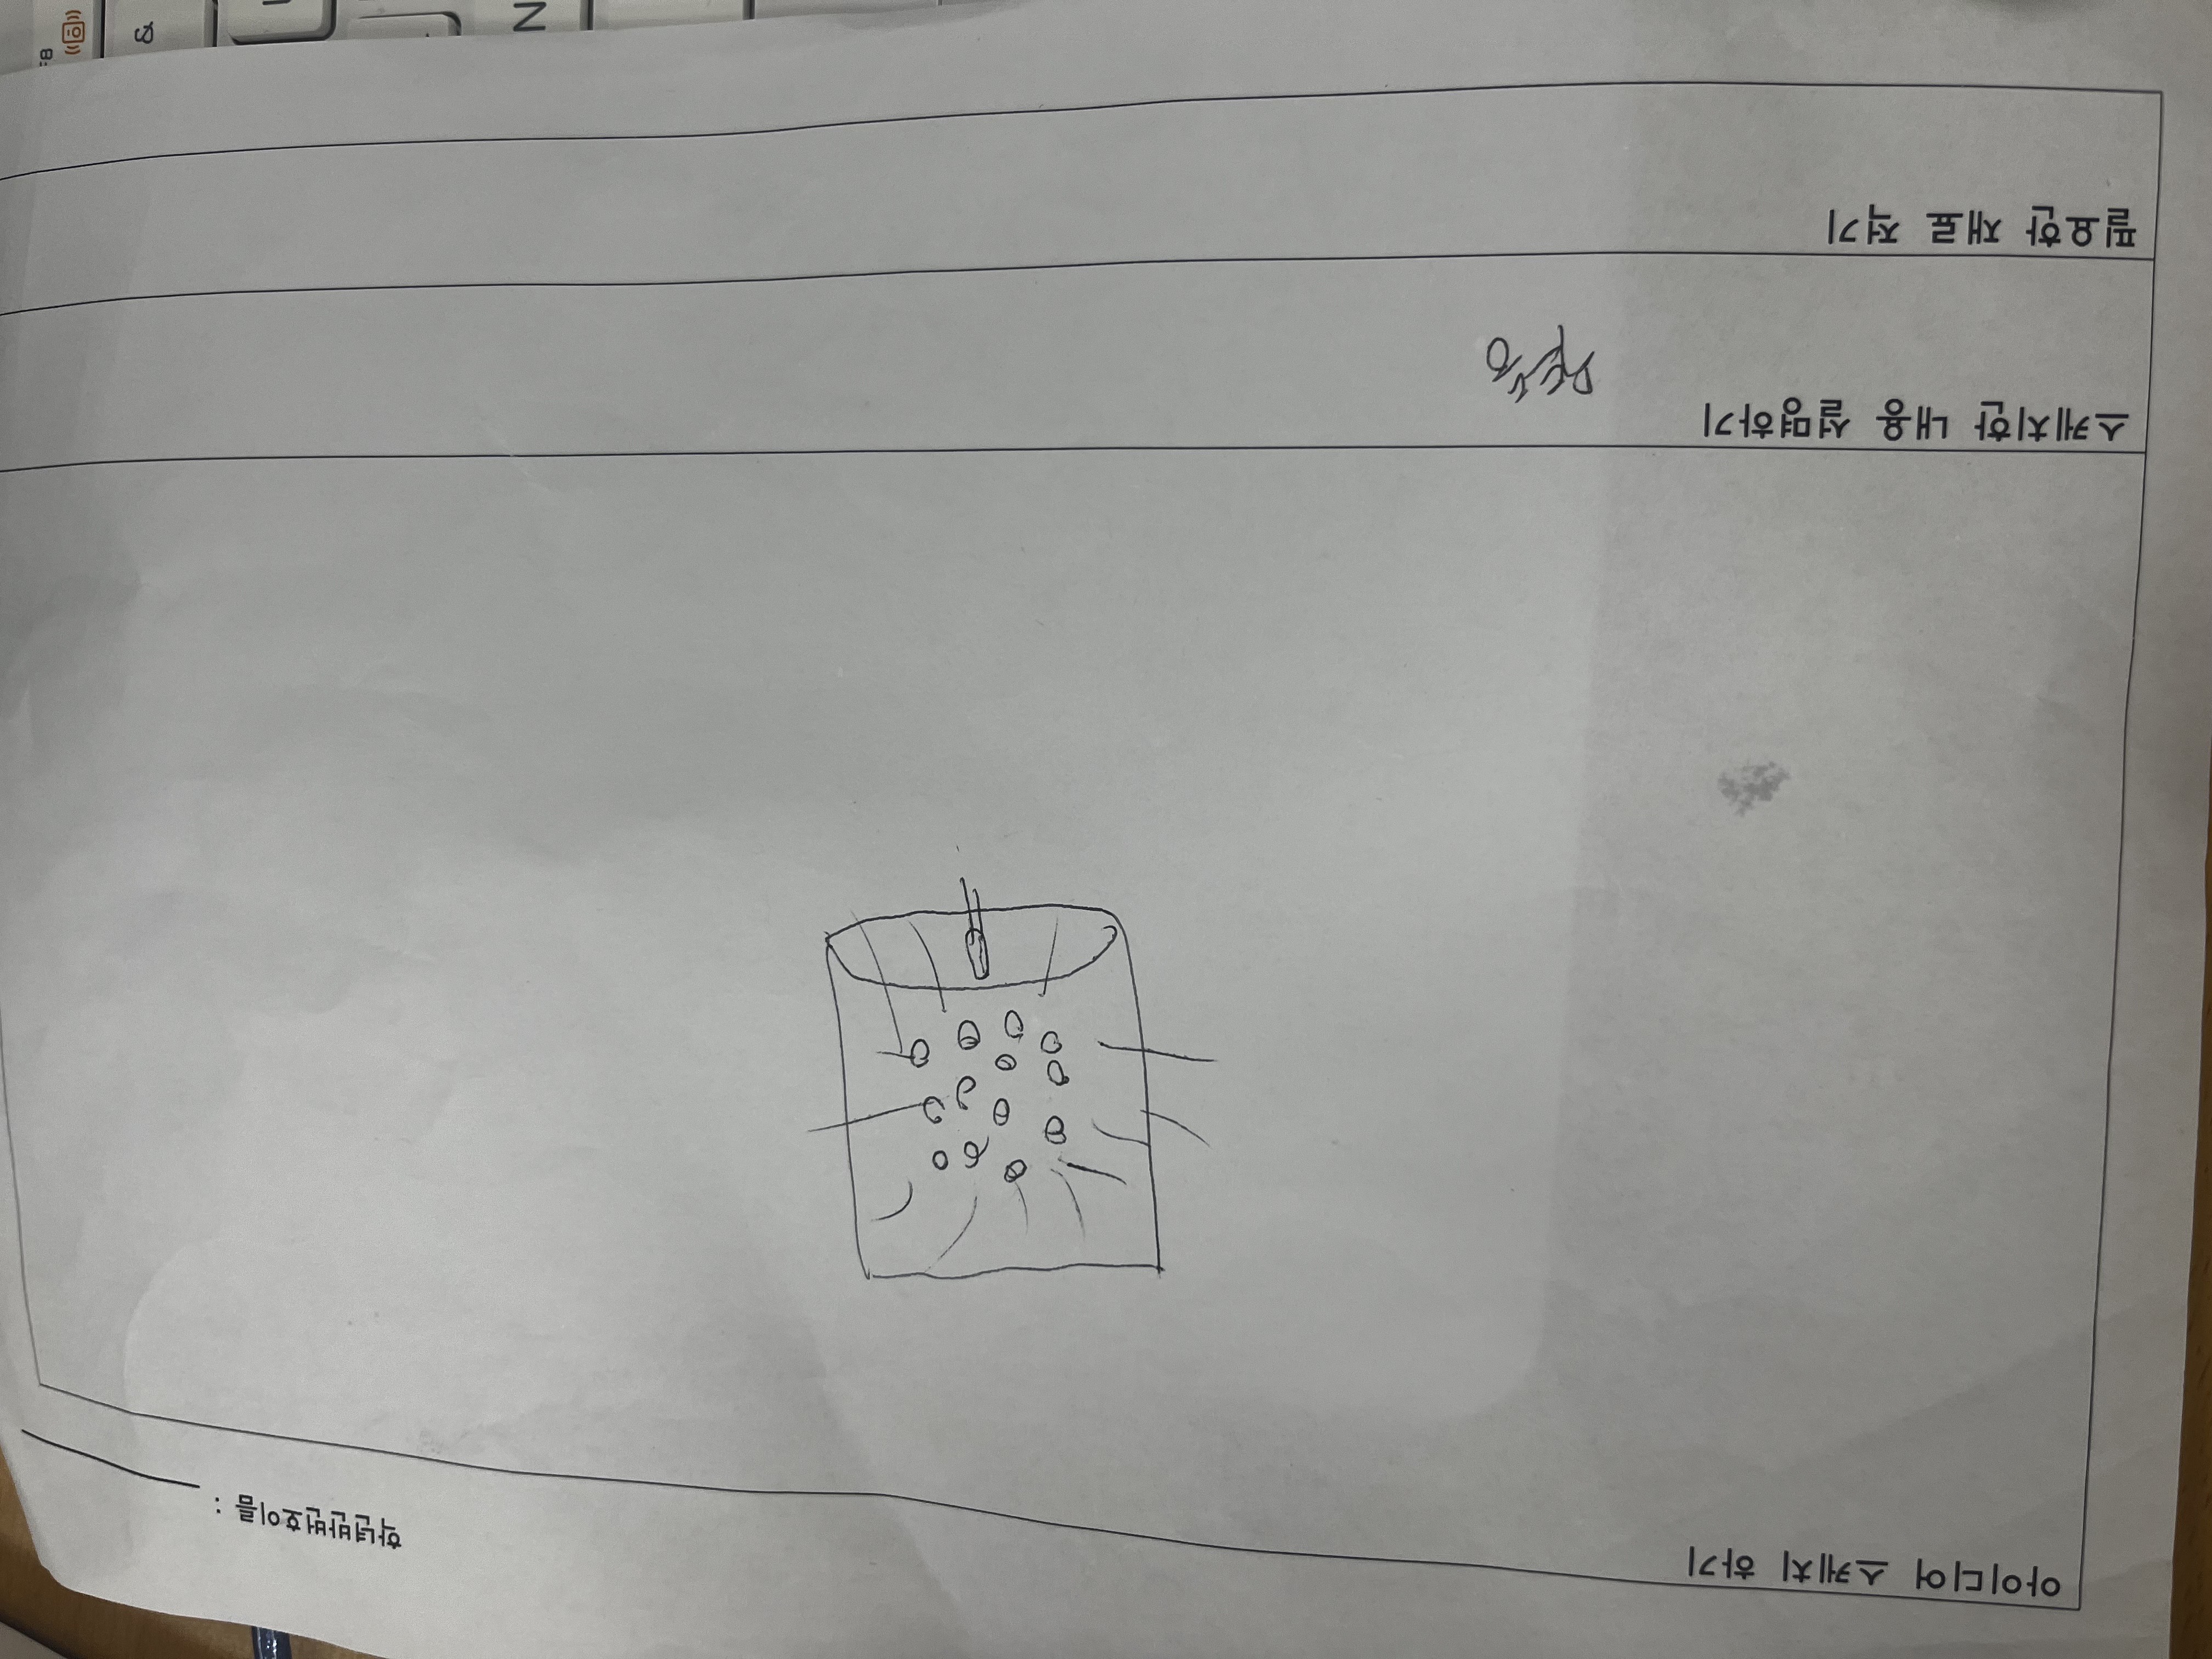 학년반번호이름 :
아이디어 스케치 하기
스케치한 내용 설명하기
필요한 재료 적기
F8
&
N